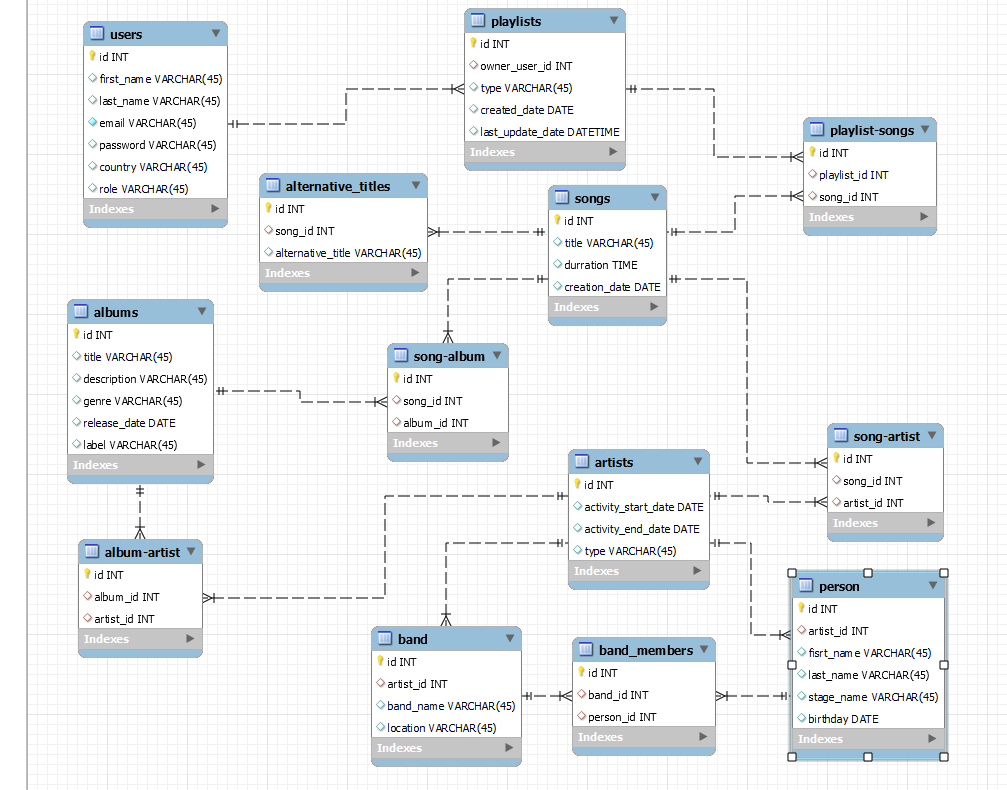 users
id INT
first_name VARCHAR(45)
last_name VARCHAR(45)
email VARCHAR(45)
password VARCHAR(45)
country VARCHAR(45)
role VARCHAR(45)
Indexes
playlists
id INT
owner_user_id INT
type VARCHAR(45)
created_date DATE
last_update_date DATETIME
Indexes
playlist-songs
id INT
playlist_id INT
song_id INT
Indexes
alternative_titles
id INT
song_id INT
alternative_title VARCHAR(45)
Indexes
songs
id INT
title VARCHAR(45)
durration TIME
creation_date DATE
Indexes
albums
id INT
title VARCHAR(45)
description VARCHAR(45)
genre VARCHAR(45)
release_date DATE
label VARCHAR(45)
Indexes
song-album
id INT
song_id INT
album_id INT
Indexes
song-artist
id INT
song_id INT
artist_id INT
Indexes
artists
id INT
activity_start_date DATE
activity_end_date DATE
type VARCHAR(45)
Indexes
album-artist
id INT
album_id INT
artist_id INT
Indexes
band
id INT
artist_id INT
band_name VARCHAR(45)
location VARCHAR(45)
Indexes
band_members
id INT
band_id INT
person_id INT
Indexes
person
id INT
artist_id INT
fisrt_name VARCHAR(45)
last_name VARCHAR(45)
stage_name VARCHAR(45)
birthday DATE
Indexes